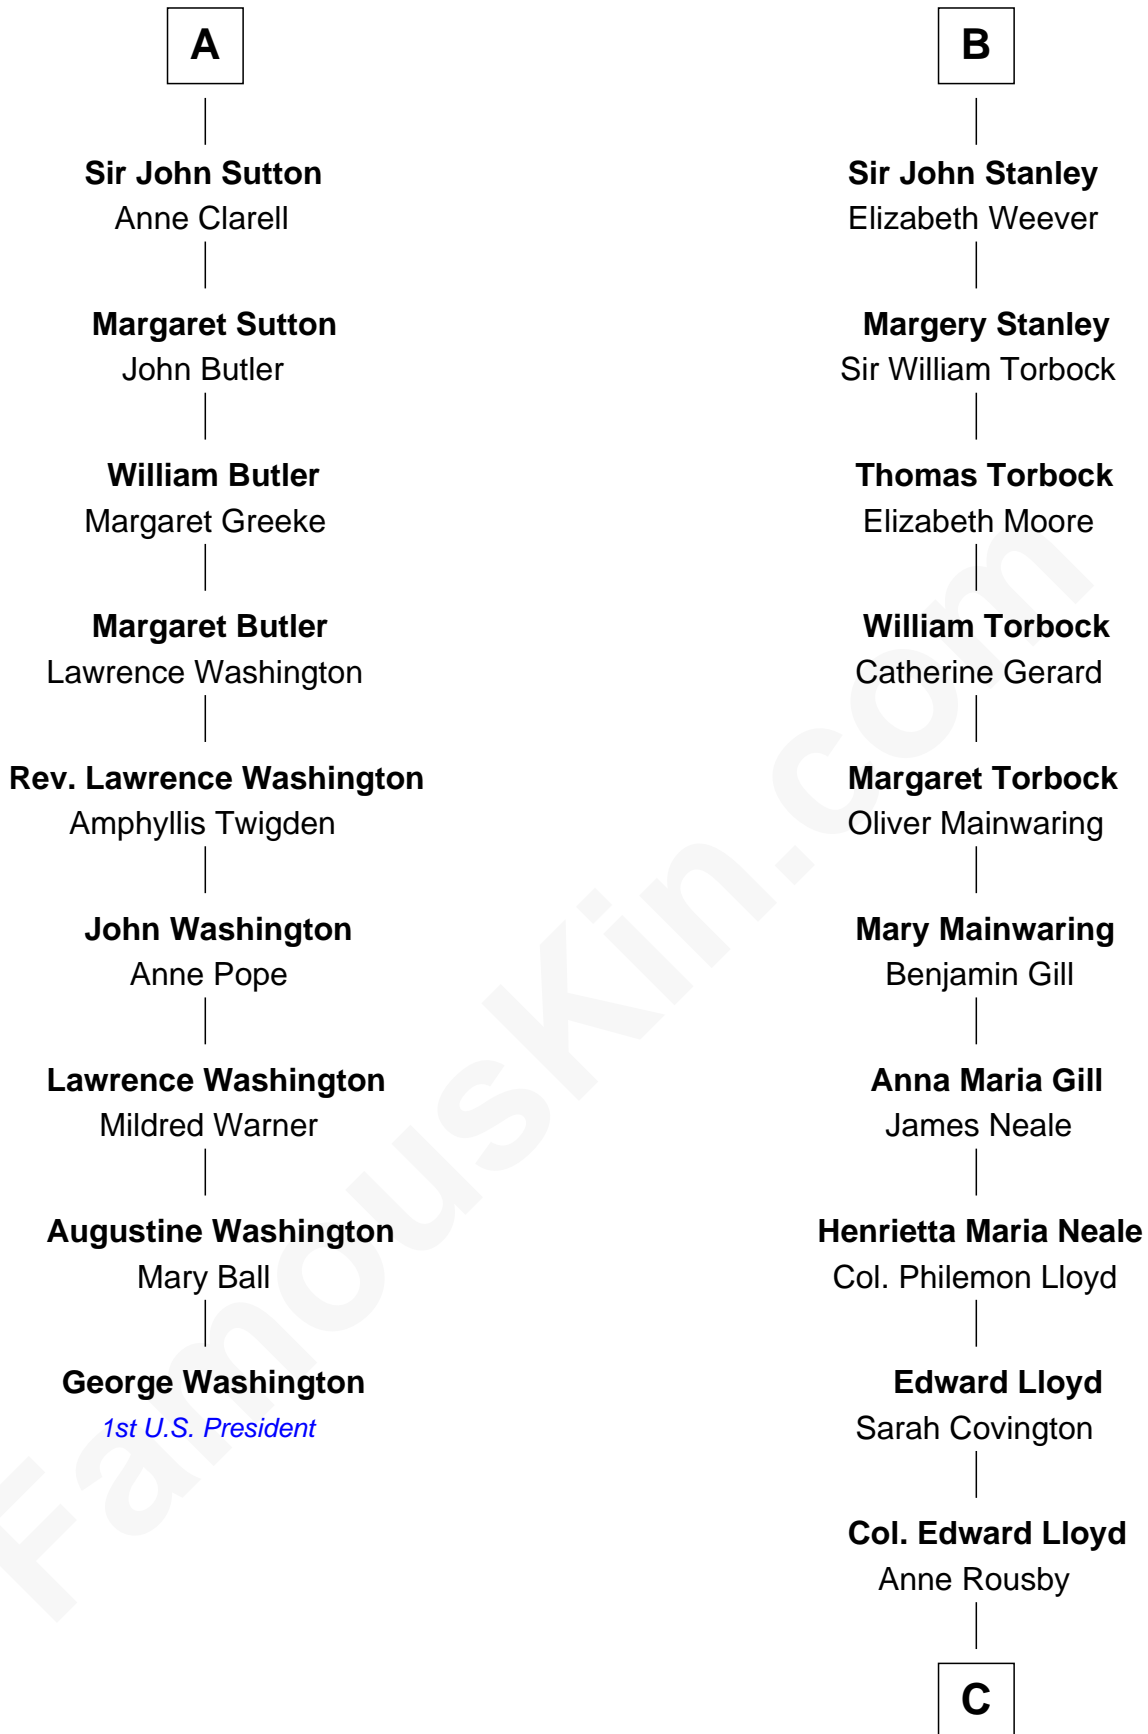 A
Sir John Sutton
Anne Clarell
Margaret Sutton
John Butler
William Butler
Margaret Greeke
Margaret Butler
Lawrence Washington
Rev. Lawrence Washington
Amphyllis Twigden
John Washington
Anne Pope
Lawrence Washington
Mildred Warner
Augustine Washington
Mary Ball
George Washington
1st U.S. President
B
Sir John Stanley
Elizabeth Weever
Margery Stanley
Sir William Torbock
Thomas Torbock
Elizabeth Moore
William Torbock
Catherine Gerard
Margaret Torbock
Oliver Mainwaring
Mary Mainwaring
Benjamin Gill
Anna Maria Gill
James Neale
Henrietta Maria Neale
Col. Philemon Lloyd
Edward Lloyd
Sarah Covington
Col. Edward Lloyd
Anne Rousby
C
FamousKin.com